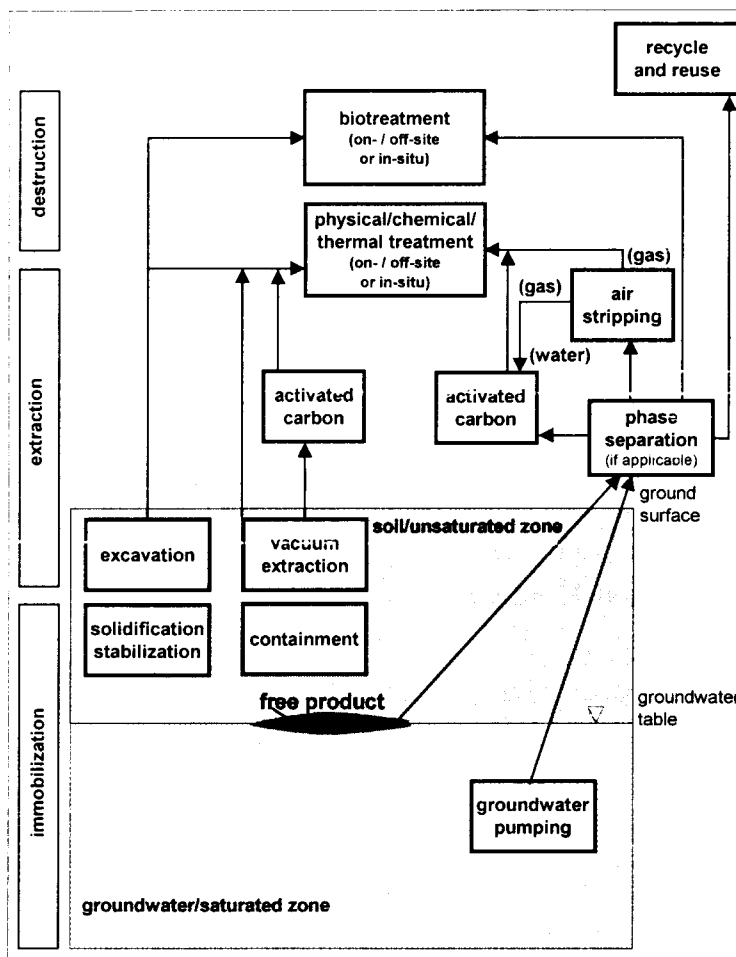 recycle
and reuse
biotreatment
(on- / off-site
or in-situ)
destruction
physical/chemical/
thermal treatment
(on- / off-site
or in-situ)
(gas)
(gas)
air
stripping
(water)
extraction
activated
carbon
activated
carbon
phase
separation
(if applicable)
ground
surface
soil/unsaturated zone
excavation
vacuum
extraction
solidification
stabilization
containment
free product
groundwater
table
immobilization
groundwater
pumping
groundwater/saturated zone